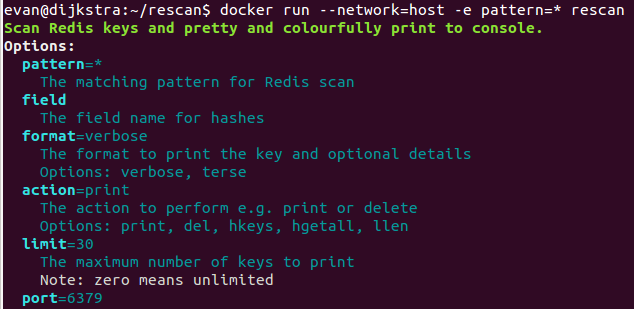 evan@dijkstra:~/rescan$ docker run --network=host -e pattern=* rescan
Scan Redis keys and pretty and colourfully print to console.
Options:
pattern=*
The matching pattern for Redis scan
field
The field name for hashes
format=verbose
The format to print the key and optional details
Options: verbose, terse
action=print
The action to perform e.g. print or delete
Options: print, del, hkeys, hgetall, llen
limit=30
The maximum number of keys to print
Note: zero means unlimited
port=6379